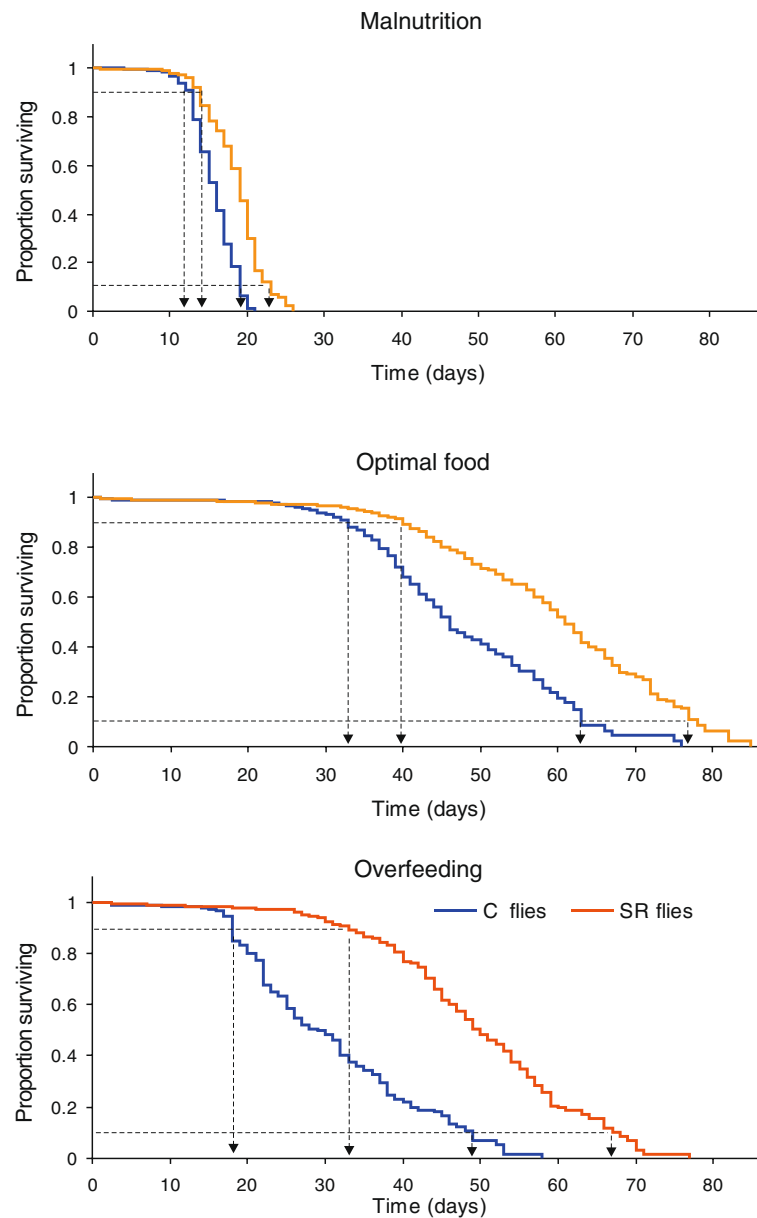 Malnutrition
Proportion surviving
1
0.8
0.6
0.4
0.2
0
0 10 20 30 40 50 60 70 80
Time (days)
Optimal food
Proportion surviving
1
0.8
0.6
0.4
0.2
0
0 10 20 30 40 50 60 70 80
Time (days)
Overfeeding
C flies SR flies
Proportion surviving
1
0.8
0.6
0.4
0.2
0
0 10 20 30 40 50 60 70 80
Time (days)